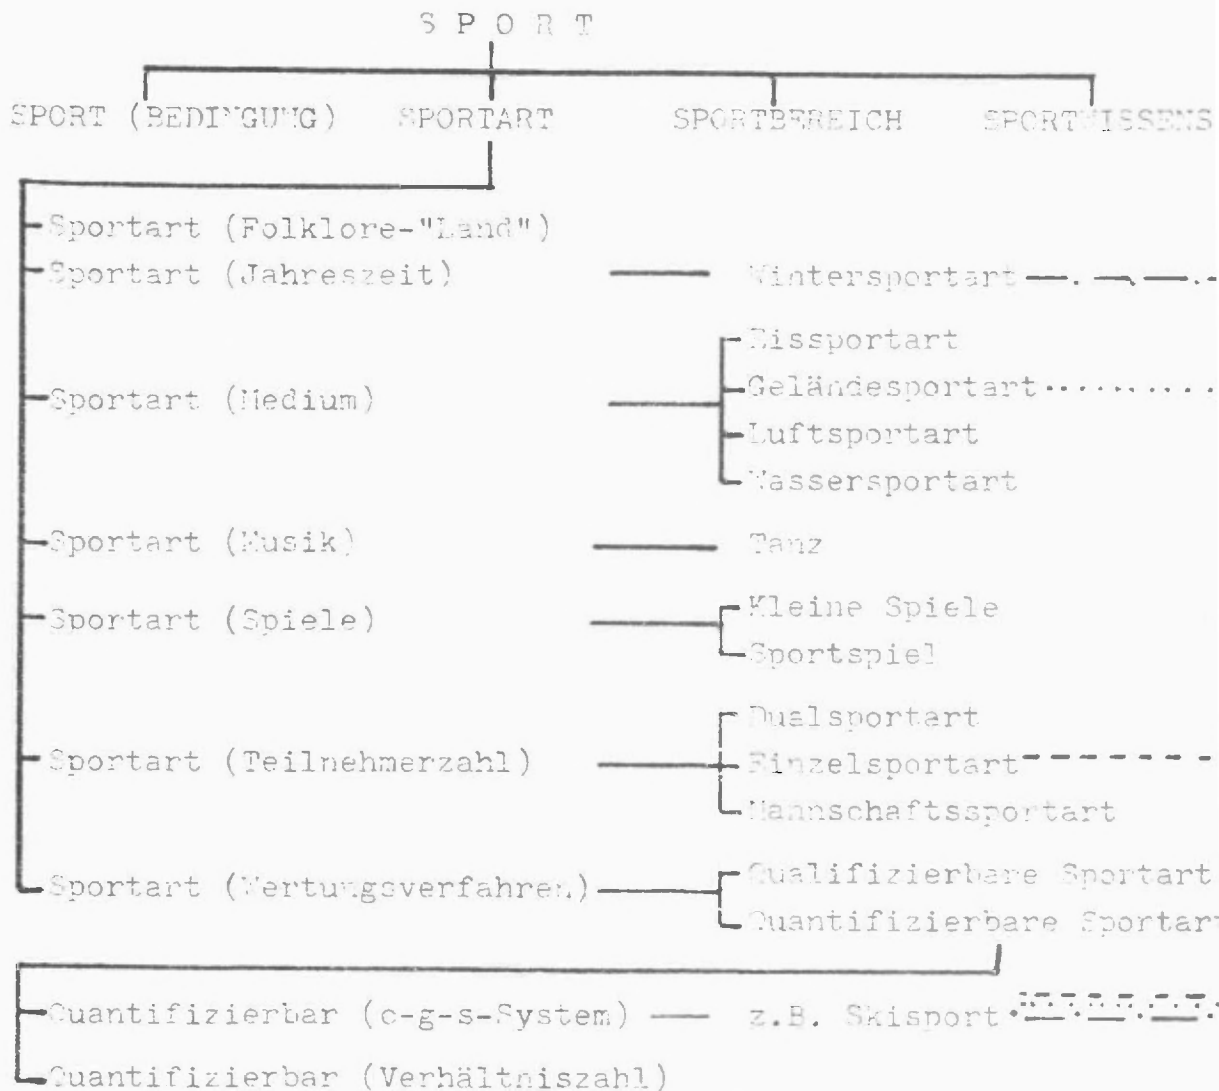 S P O R T
SPORT (BEDINGUNG) SPORTART SPORTBEREICH SPORTWISSENS
Sportart (Folklore-"Land")
Sportart (Jahreszeit) Wintersportart
Eissportart
Sportart (Medium) Geländesportart
Luftsportart
Wassersportart
Sportart (Musik) Tanz
Sportart (Spiele) Kleine Spiele
Sportspiel
Dualsportart
Sportart (Teilnehmerzahl) Einzelsportart
Mannschaftssportart
Sportart (Wertungsverfahren) Qualifizierbare Sportart
Quantifizierbare Sportart
Quantifizierbar (c-g-s-System) z.B. Skisport
Quantifizierbar (Verhältniszahl)